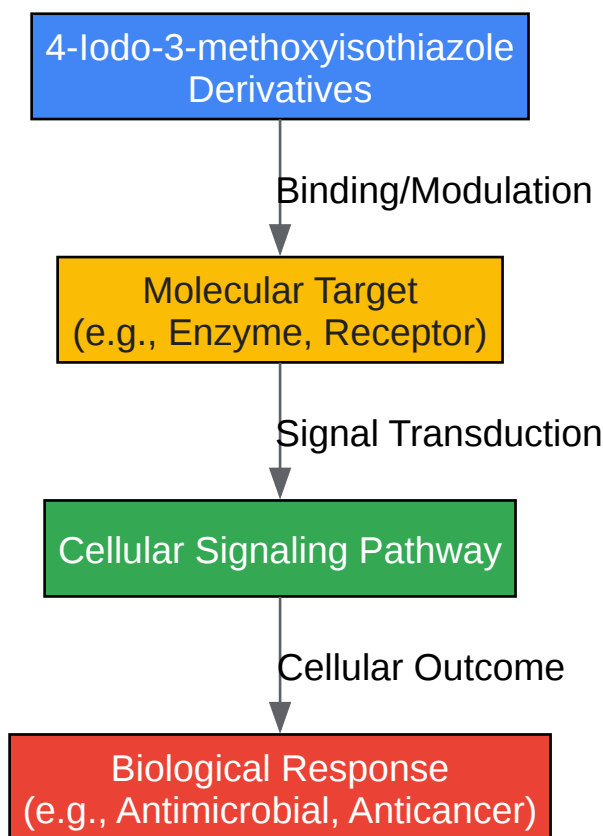 4-Iodo-3-methoxyisothiazole
Derivatives
Binding/Modulation
Molecular Target
(e.g., Enzyme, Receptor)
Signal Transduction
Cellular Signaling Pathway
Cellular Outcome
Biological Response
(e.g., Antimicrobial, Anticancer)